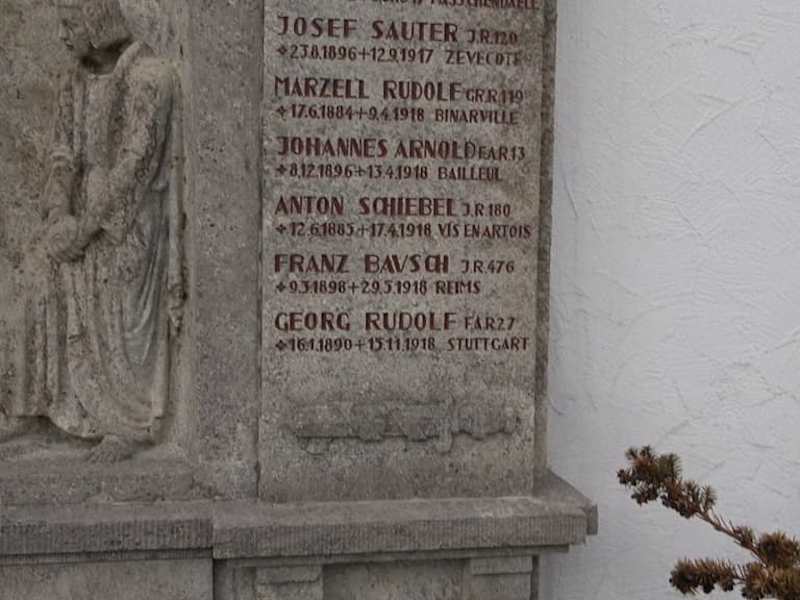 PASSCHENDAELE
JOSEF SAUTER J.R.120
✥23.8.1896+12.9.1917 ZEVECOTE
MARZELL RUDOLF GR.R.119
✥17.6.1884+9.4.1918 BINARVILLE
JOHANNES ARNOLD F.A.R.13
✥8.12.1896+13.4.1918 BAILLEUL
ANTON SCHIEBEL J.R.180
✥12.6.1885+17.4.1918 VIS EN ARTOIS
FRANZ BAUSCH J.R.476
✥9.3.1898+29.5.1918 REIMS
GEORG RUDOLF F.A.R.27
✥16.1.1890+15.11.1918 STUTTGART